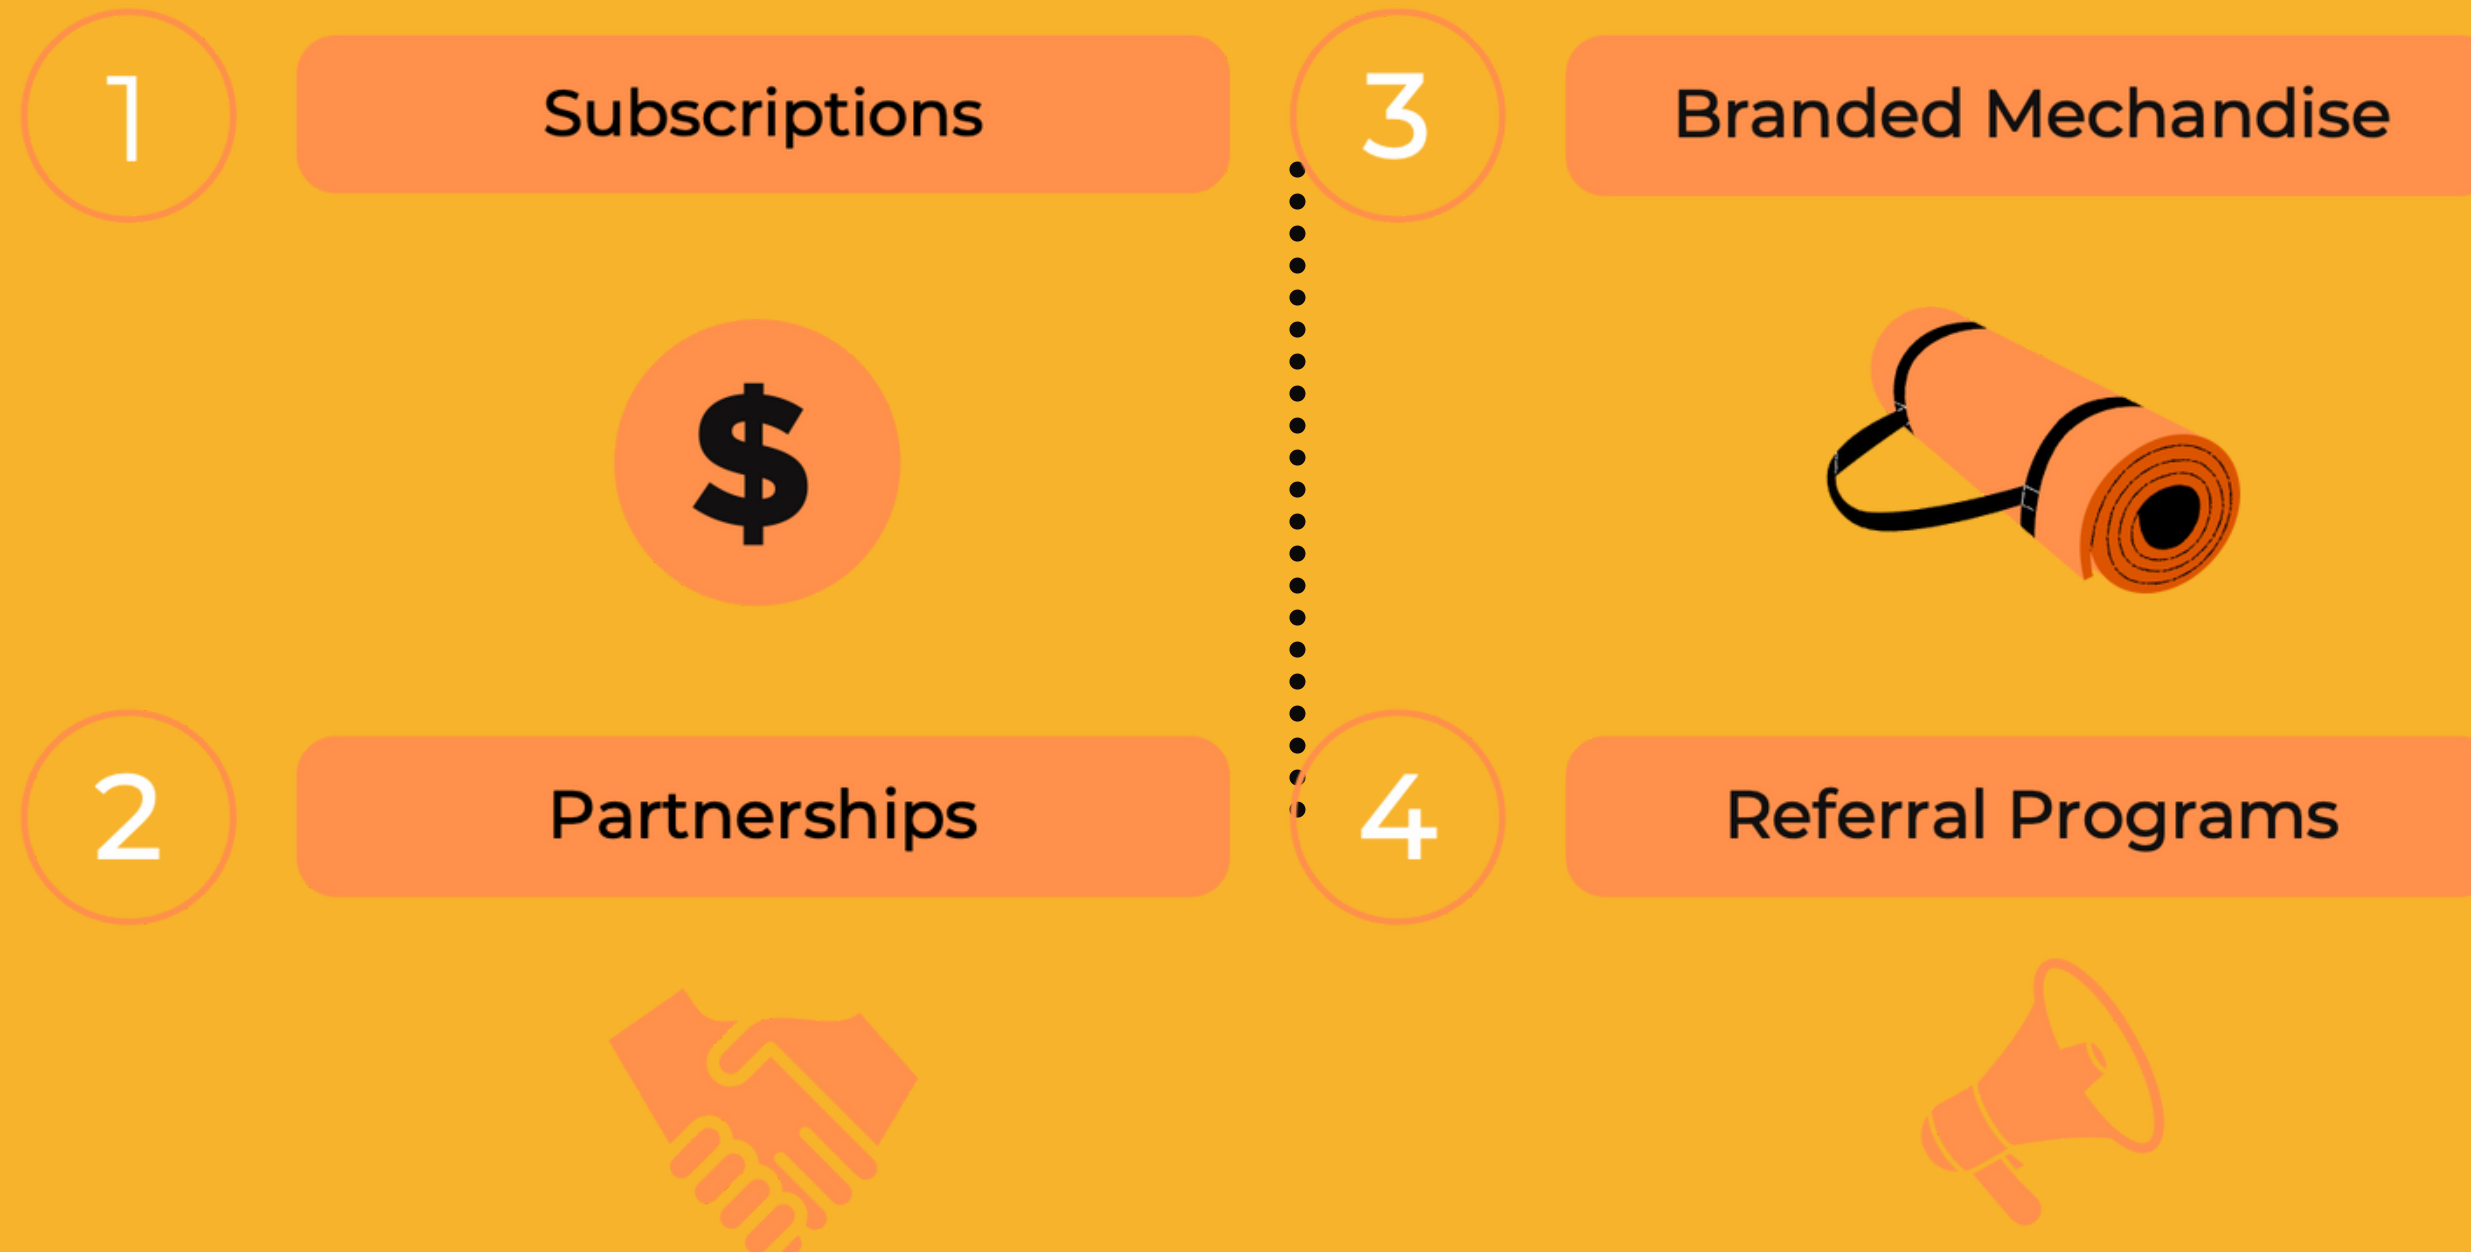 1
Subscriptions
$
2
Partnerships
3
Branded Mechandise
4
Referral Programs